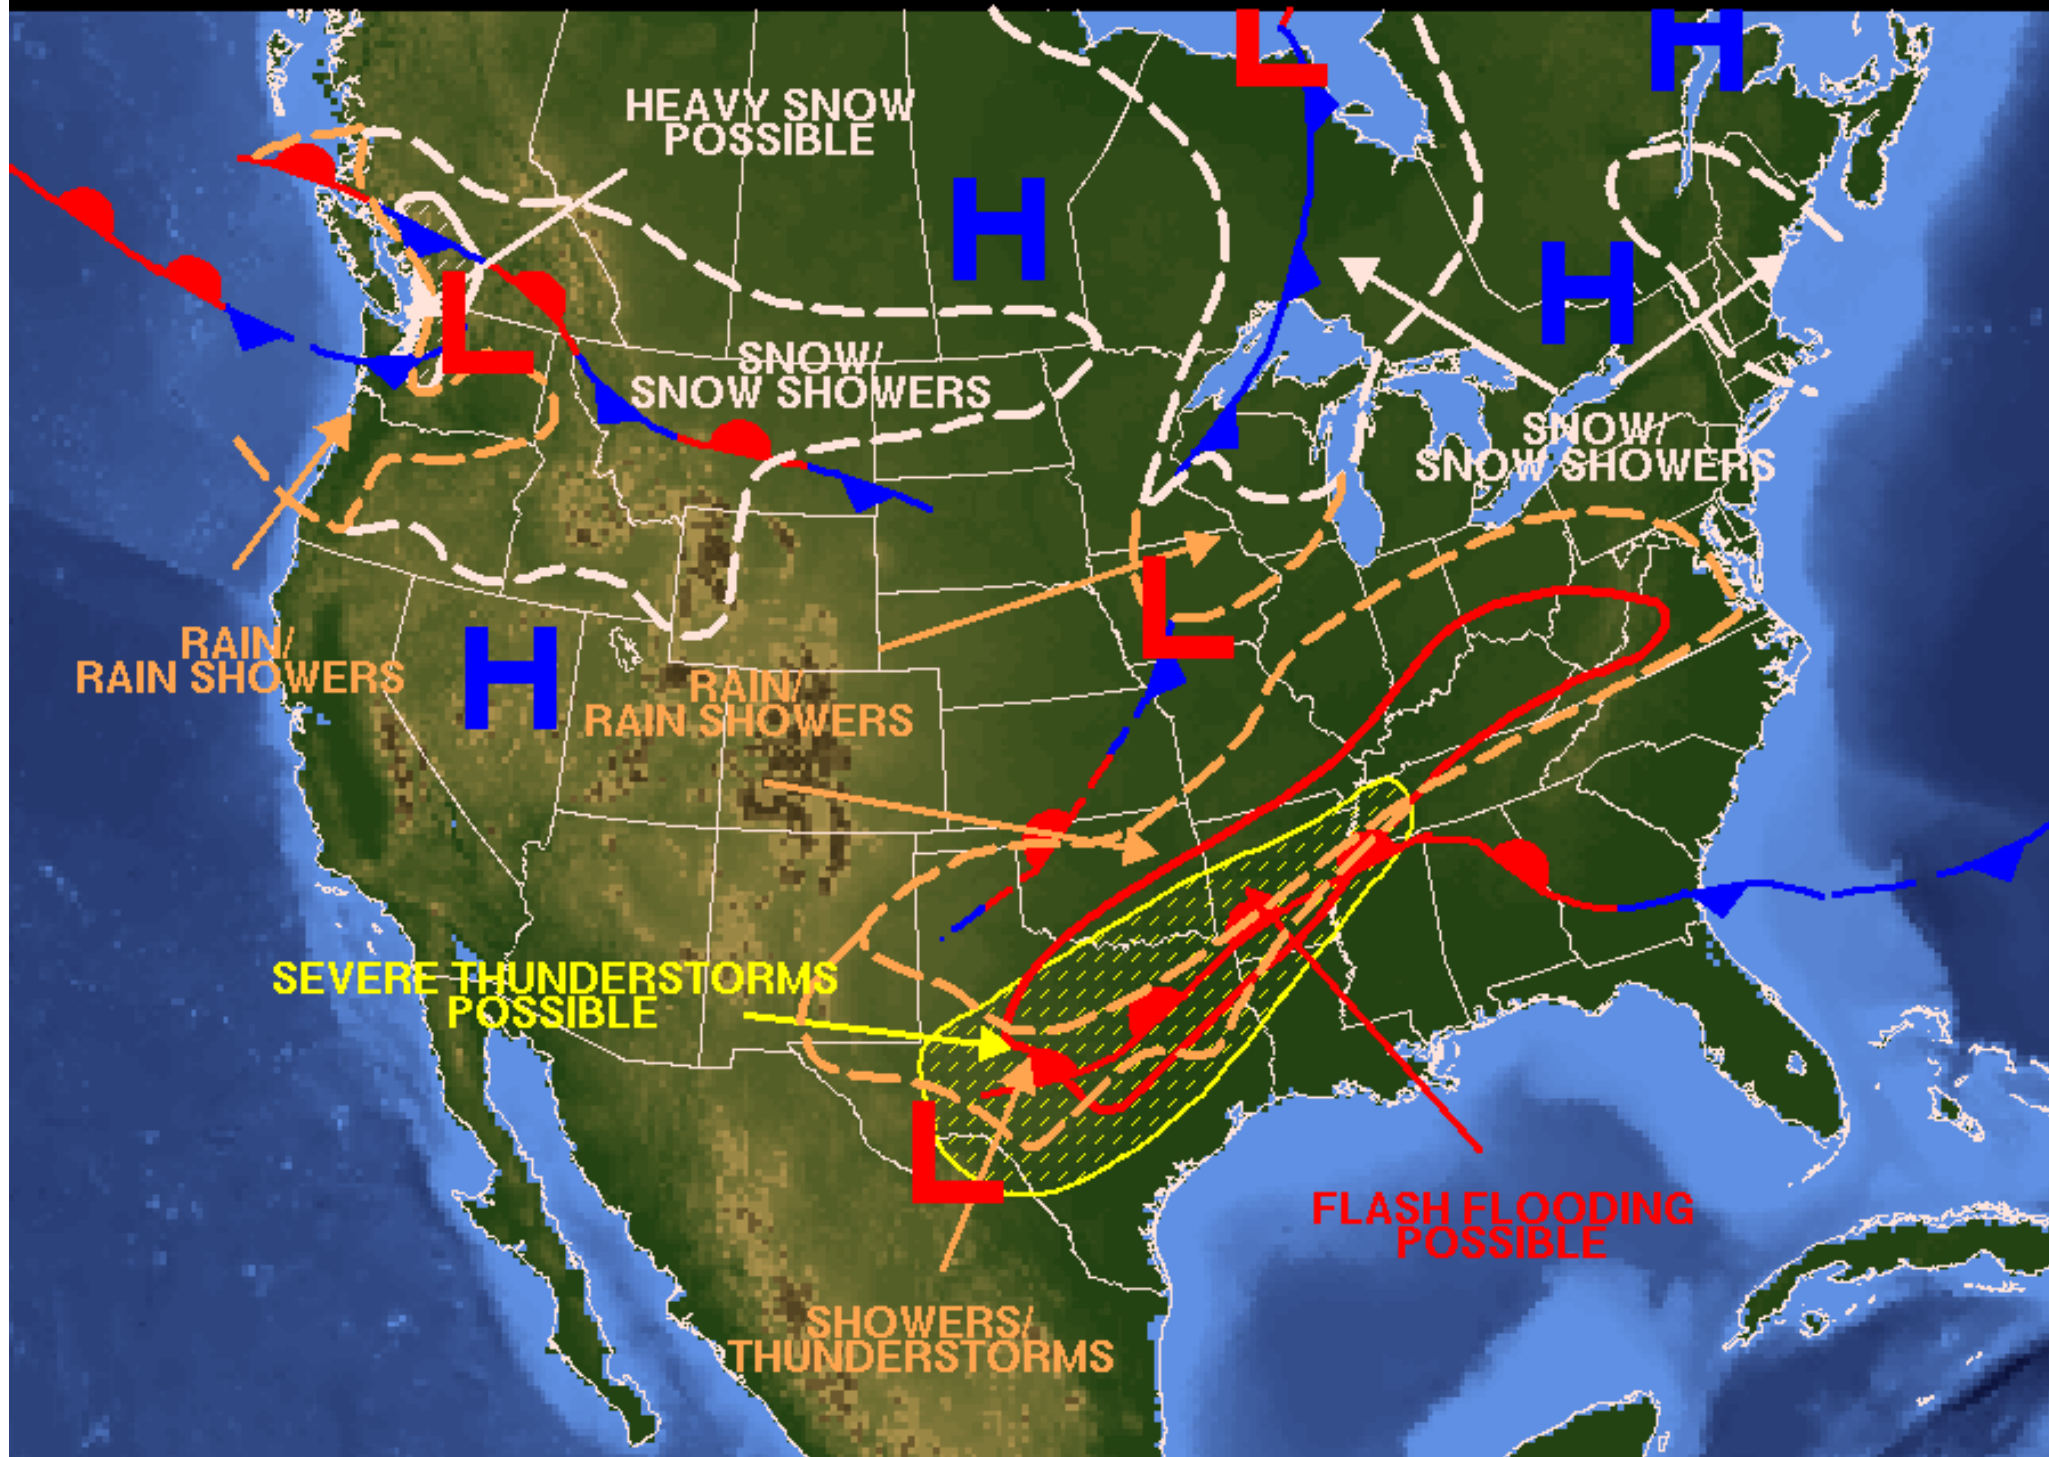 L
H
HEAVY SNOW
POSSIBLE
H
H
L
SNOW/
SNOW SHOWERS
SNOW/
SNOW SHOWERS
L
RAIN/
RAIN SHOWERS
H
RAIN/
RAIN SHOWERS
SEVERE THUNDERSTORMS
POSSIBLE
L
FLASH FLOODING
POSSIBLE
SHOWERS/
THUNDERSTORMS